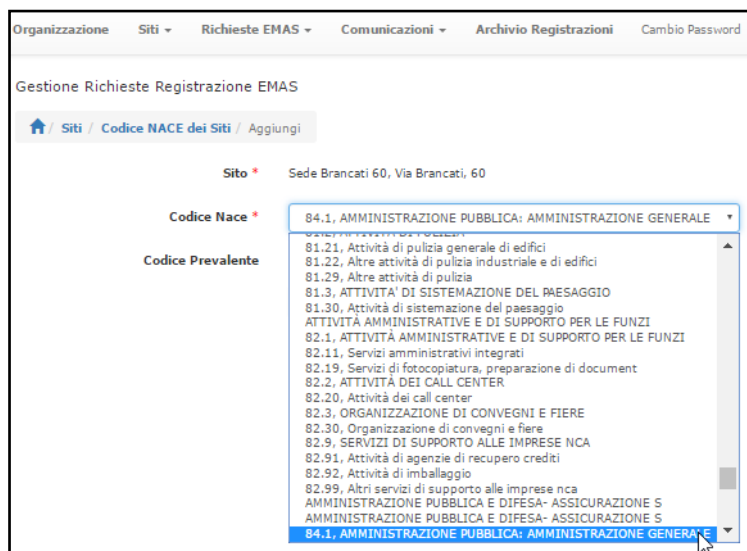 Organizzazione Siti Richieste EMAS Comunicazioni Archivio Registrazioni Cambio Password
Gestione Richieste Registrazione EMAS
/ Siti / Codice NACE dei Siti / Aggiungi
Sito * Sede Brancati 60, Via Brancati, 60
Codice Nace * 84.1, AMMINISTRAZIONE PUBBLICA: AMMINISTRAZIONE GENERALE
81.2, ATTIVITÀ DI PULIZIA
81.21, Attività di pulizia generale di edifici
Codice Prevalente
81.22, Altre attività di pulizia industriale e di edifici
81.29, Altre attività di pulizia
81.3, ATTIVITA' DI SISTEMAZIONE DEL PAESAGGIO
81.30, Attività di sistemazione del paesaggio
ATTIVITÀ AMMINISTRATIVE E DI SUPPORTO PER LE FUNZI
82.1, ATTIVITÀ AMMINISTRATIVE E DI SUPPORTO PER LE FUNZI
82.11, Servizi amministrativi integrati
82.19, Servizi di fotocopiatura, preparazione di document
82.2, ATTIVITÀ DEI CALL CENTER
82.20, Attività dei call center
82.3, ORGANIZZAZIONE DI CONVEGNI E FIERE
82.30, Organizzazione di convegni e fiere
82.9, SERVIZI DI SUPPORTO ALLE IMPRESE NCA
82.91, Attività di agenzie di recupero crediti
82.92, Attività di imballaggio
82.99, Altri servizi di supporto alle imprese nca
AMMINISTRAZIONE PUBBLICA E DIFESA- ASSICURAZIONE S
AMMINISTRAZIONE PUBBLICA E DIFESA- ASSICURAZIONE S
84.1, AMMINISTRAZIONE PUBBLICA: AMMINISTRAZIONE GENERALE